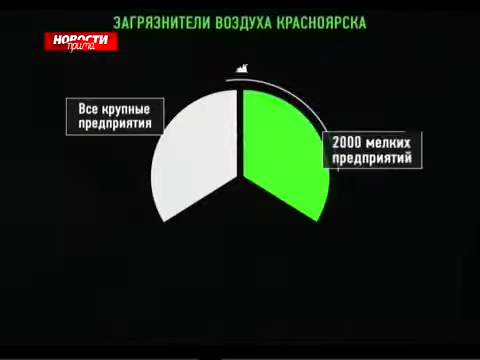 ЗАГРЯЗНИТЕЛИ ВОЗДУХА КРАСНОЯРСКА
НОВОСТИ
прима
Все крупные
предприятия
2000 мелких
предприятий